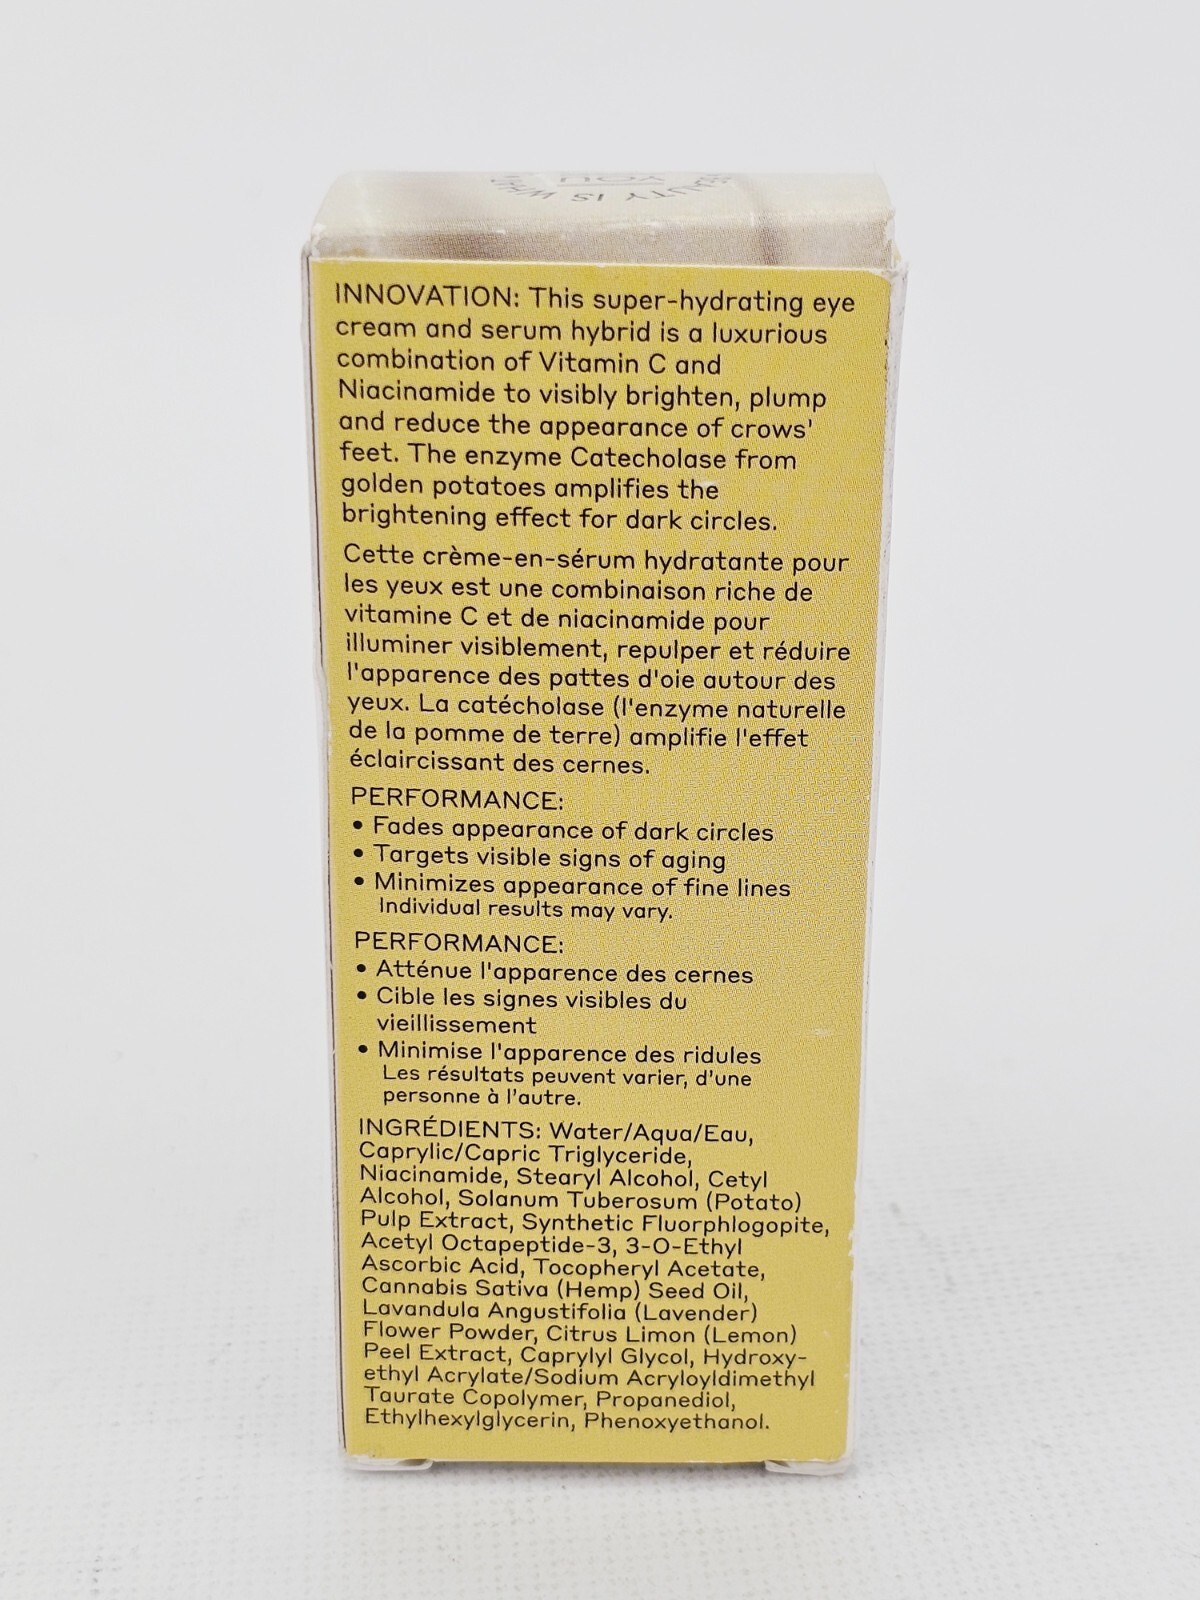 BEAUTY IS WHAT
YOU
INNOVATION: This super-hydrating eye
cream and serum hybrid is a luxurious
combination of Vitamin C and
Niacinamide to visibly brighten, plump
and reduce the appearance of crows'
feet. The enzyme Catecholase from
golden potatoes amplifies the
brightening effect for dark circles.
Cette crème-en-sérum hydratante pour
les yeux est une combinaison riche de
vitamine C et de niacinamide pour
illuminer visiblement, repulper et réduire
l'apparence des pattes d'oie autour des
yeux. La catécholase (l'enzyme naturelle
de la pomme de terre) amplifie l'effet
éclaircissant des cernes.
PERFORMANCE:
• Fades appearance of dark circles
• Targets visible signs of aging
• Minimizes appearance of fine lines
Individual results may vary.
PERFORMANCE:
• Atténue l'apparence des cernes
• Cible les signes visibles du
vieillissement
• Minimise l'apparence des ridules
Les résultats peuvent varier, d'une
personne à l'autre.
INGRÉDIENTS: Water/Aqua/Eau,
Caprylic/Capric Triglyceride,
Niacinamide, Stearyl Alcohol, Cetyl
Alcohol, Solanum Tuberosum (Potato)
Pulp Extract, Synthetic Fluorphlogopite,
Acetyl Octapeptide-3, 3-O-Ethyl
Ascorbic Acid, Tocopheryl Acetate,
Cannabis Sativa (Hemp) Seed Oil,
Lavandula Angustifolia (Lavender)
Flower Powder, Citrus Limon (Lemon)
Peel Extract, Caprylyl Glycol, Hydroxy-
ethyl Acrylate/Sodium Acryloyldimethyl
Taurate Copolymer, Propanediol,
Ethylhexylglycerin, Phenoxyethanol.